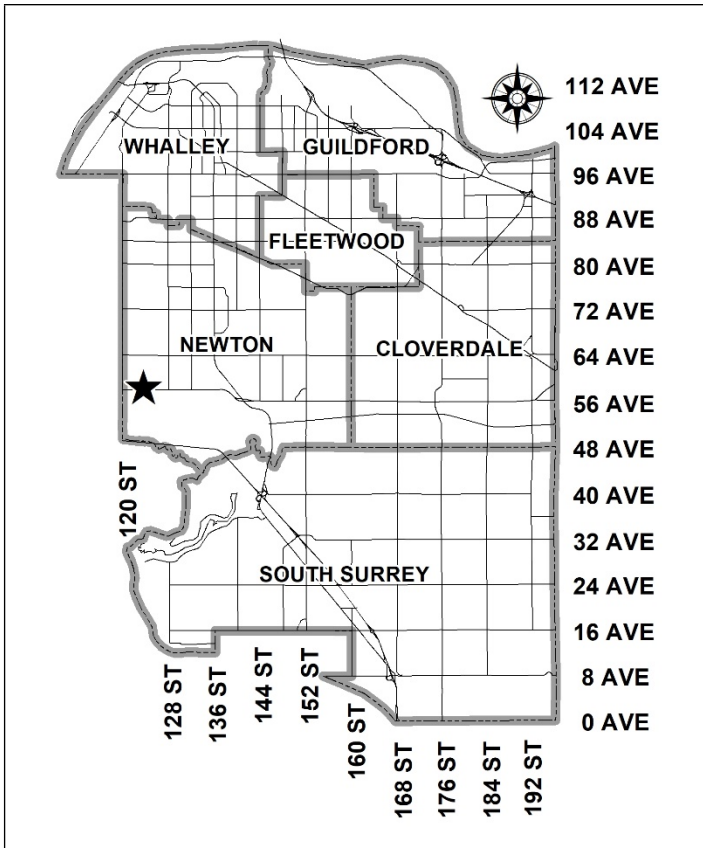 112 AVE
104 AVE
WHALLEY
GUILDFORD
96 AVE
88 AVE
FLEETWOOD
80 AVE
72 AVE
NEWTON
CLOVERDALE
64 AVE
56 AVE
48 AVE
120 ST
40 AVE
32 AVE
SOUTH SURREY
24 AVE
16 AVE
8 AVE
0 AVE
128 ST
136 ST
144 ST
152 ST
160 ST
168 ST
176 ST
184 ST
192 ST